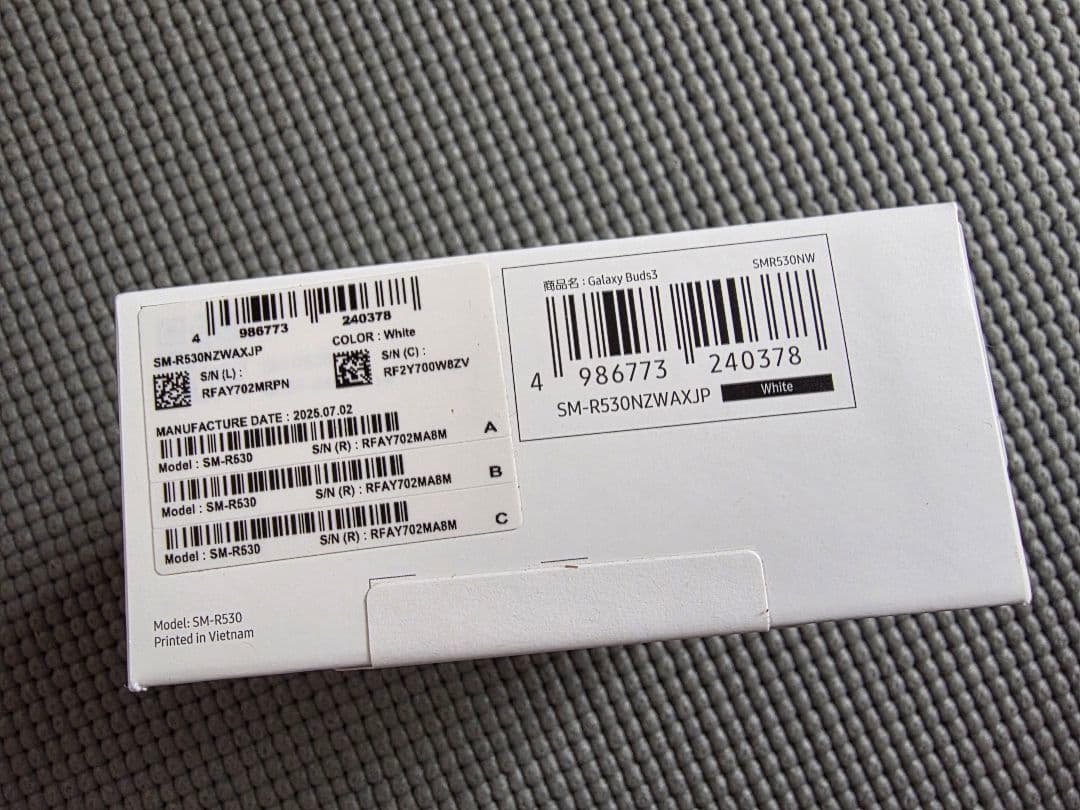 4 986773 240378
SM-R530NZWAXJP
COLOR : White
S/N (L) :
RFAY702MRPN
S/N (C) :
RF2Y700W8ZV
MANUFACTURE DATE : 2025.07.02
Model : SM-R530 S/N (R) : RFAY702MA8M A
Model : SM-R530 S/N (R) : RFAY702MA8M B
Model : SM-R530 S/N (R) : RFAY702MA8M C
商品名 : Galaxy Buds3 SMR530NW
4 986773 240378
SM-R530NZWAXJP White
Model: SM-R530
Printed in Vietnam